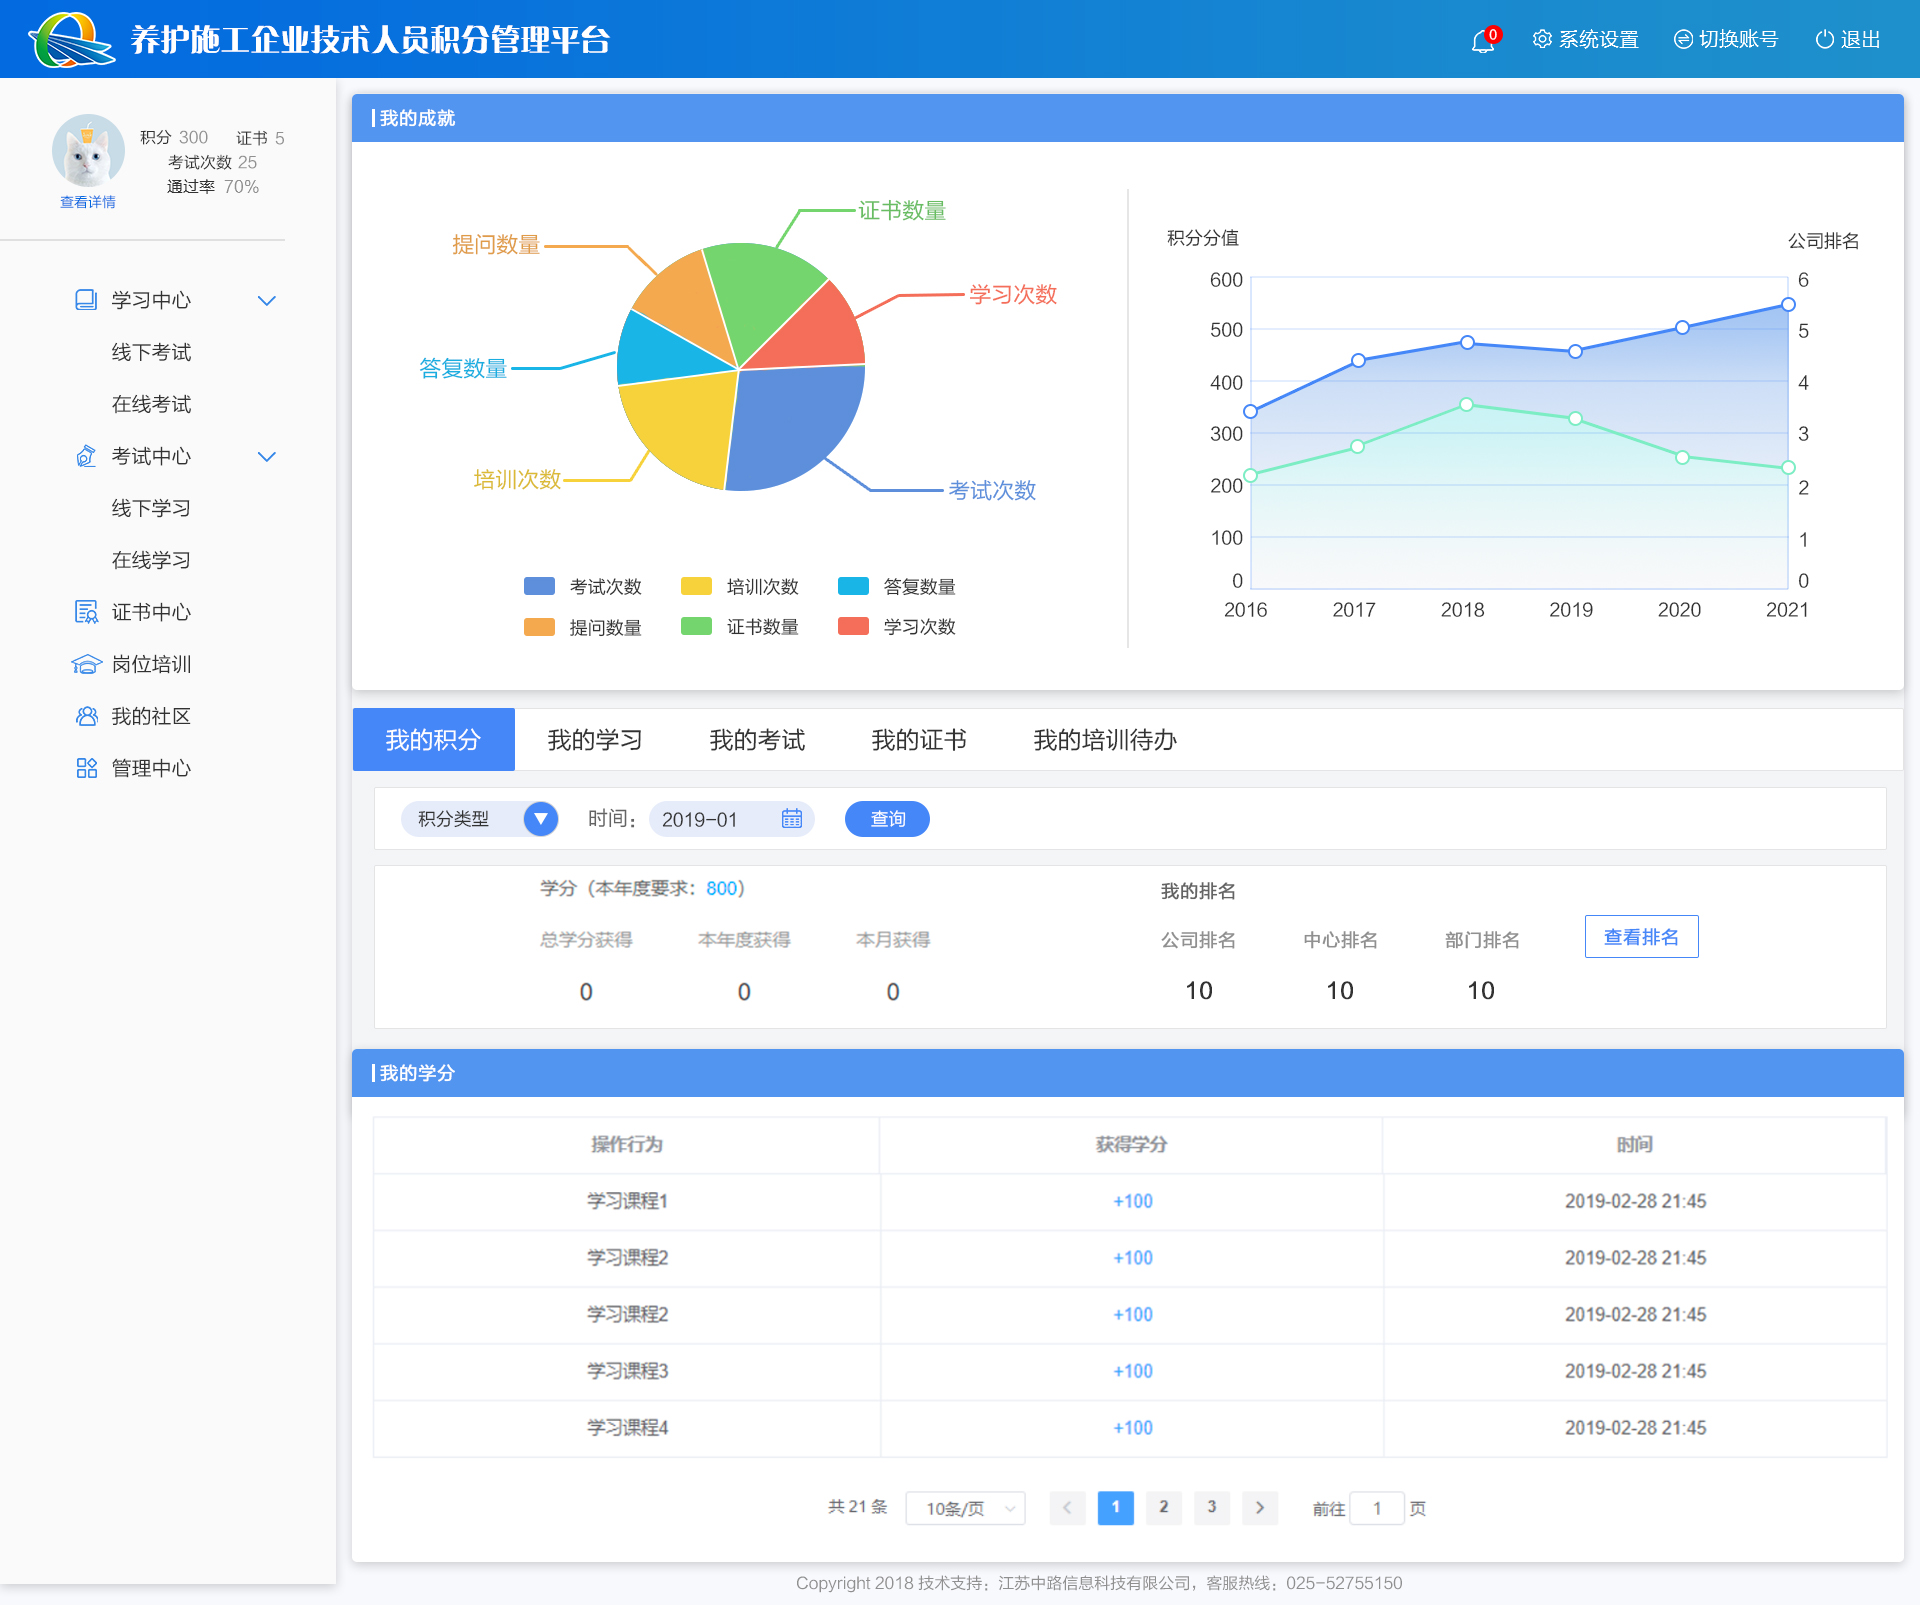 养护施工企业技术人员积分管理平台
0
系统设置
切换账号
退出
积分 300 证书 5
考试次数 25
通过率 70%
查看详情
学习中心
线下考试
在线考试
考试中心
线下学习
在线学习
证书中心
岗位培训
我的社区
管理中心
我的成就
证书数量
提问数量
学习次数
答复数量
培训次数
考试次数
考试次数 培训次数 答复数量
提问数量 证书数量 学习次数
积分分值
公司排名
600 6
500 5
400 4
300 3
200 2
100 1
0 0
2016 2017 2018 2019 2020 2021
我的积分 我的学习 我的考试 我的证书 我的培训待办
积分类型 时间： 2019-01 查询
学分（本年度要求：800）
总学分获得 本年度获得 本月获得
0 0 0
我的排名
公司排名 中心排名 部门排名
10 10 10
查看排名
我的学分
操作行为 获得学分 时间
学习课程1 +100 2019-02-28 21:45
学习课程2 +100 2019-02-28 21:45
学习课程2 +100 2019-02-28 21:45
学习课程3 +100 2019-02-28 21:45
学习课程4 +100 2019-02-28 21:45
共 21 条 10条/页 1 2 3 前往 1 页
Copyright 2018 技术支持：江苏中路信息科技有限公司，客服热线：025-52755150